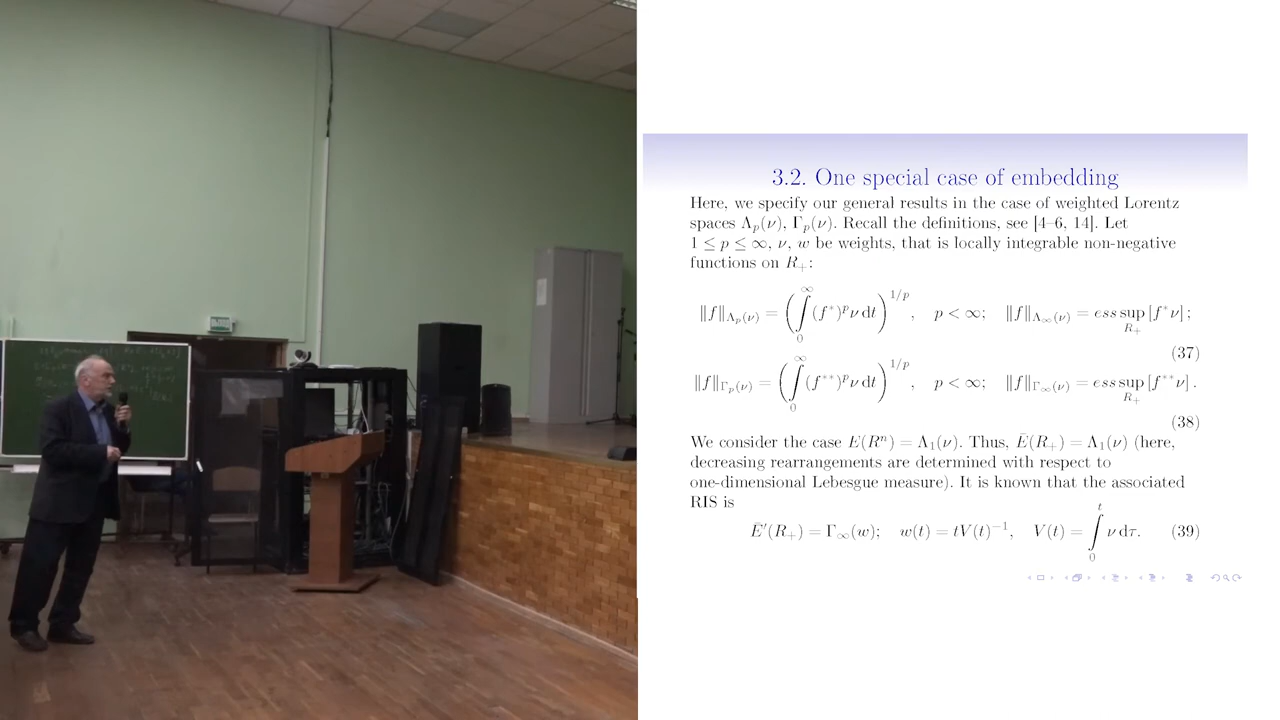 3.2. One special case of embedding
Here, we specify our general results in the case of weighted Lorentz
spaces Λ_p(ν), Γ_p(ν). Recall the definitions, see [4–6, 14]. Let
1 ≤ p ≤ ∞, ν, w be weights, that is locally integrable non-negative
functions on R_+:
‖f‖_{Λ_p(ν)} = ( ∫_0^∞ (f^*)^p ν dt )^{1/p}, p < ∞; ‖f‖_{Λ_∞(ν)} = ess sup_{R_+} [f^* ν];
(37)
‖f‖_{Γ_p(ν)} = ( ∫_0^∞ (f^{**})^p ν dt )^{1/p}, p < ∞; ‖f‖_{Γ_∞(ν)} = ess sup_{R_+} [f^{**} ν].
(38)
We consider the case E(R^n) = Λ_1(ν). Thus, Ẽ(R_+) = Λ_1(ν) (here,
decreasing rearrangements are determined with respect to
one-dimensional Lebesgue measure). It is known that the associated
RIS is
Ẽ′(R_+) = Γ_∞(w); w(t) = tV(t)^{−1}, V(t) = ∫_0^t ν dτ. (39)